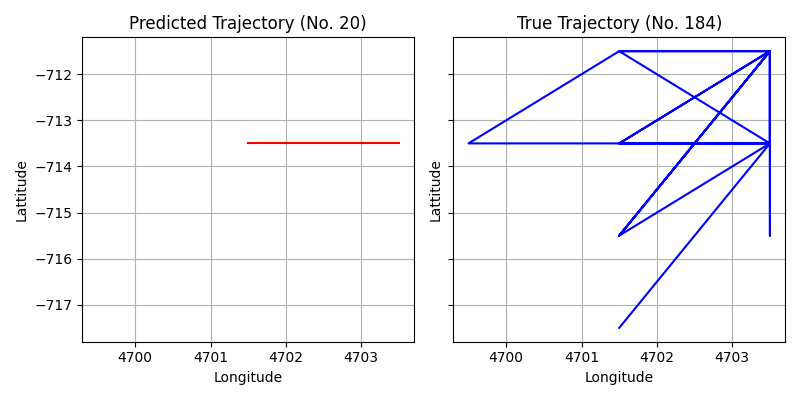 Predicted Trajectory (No. 20)
True Trajectory (No. 184)
Lattitude
−712
−713
−714
−715
−716
−717
4700
4701
4702
4703
Longitude
Lattitude
4700
4701
4702
4703
Longitude